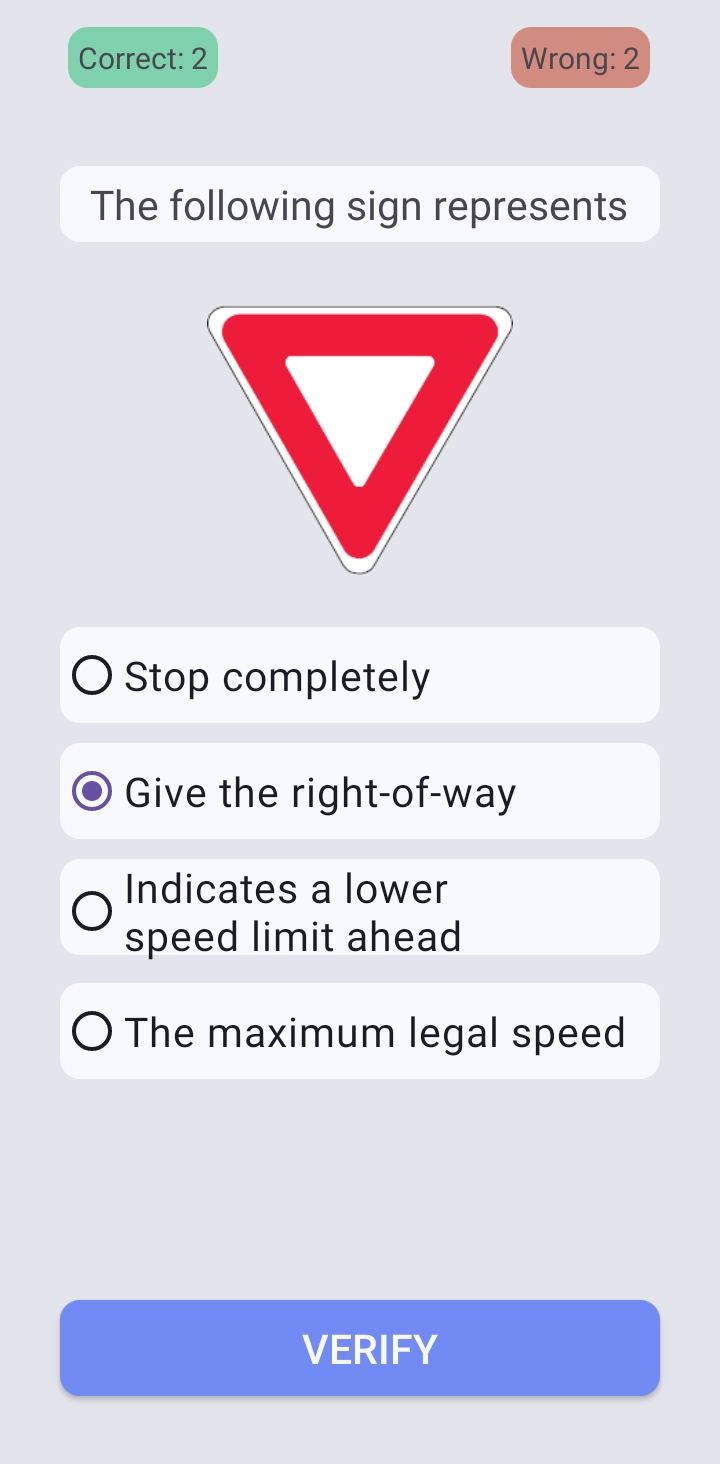 Correct: 2
Wrong: 2
The following sign represents
Stop completely
Give the right-of-way
Indicates a lower
speed limit ahead
The maximum legal speed
VERIFY